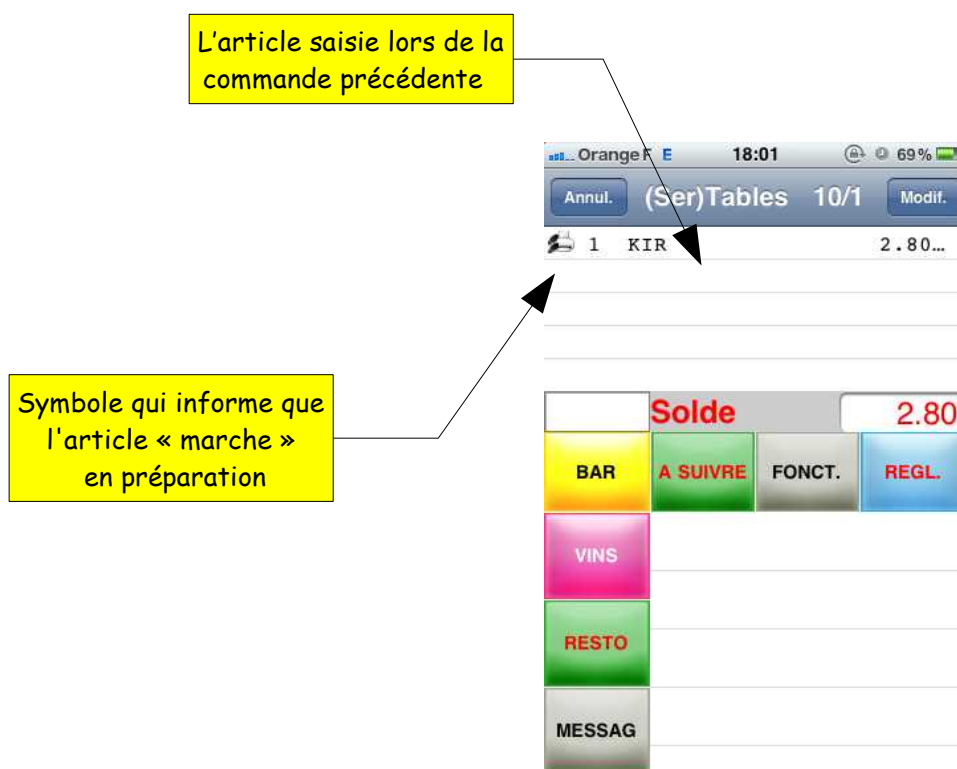 L'article saisie lors de la
commande précédente
Orange F E 18:01 69 %
Annul. (Ser)Tables 10/1 Modif.
1 KIR 2.80…
Symbole qui informe que
l'article « marche »
en préparation
Solde 2.80
BAR A SUIVRE FONCT. REGL.
VINS
RESTO
MESSAG